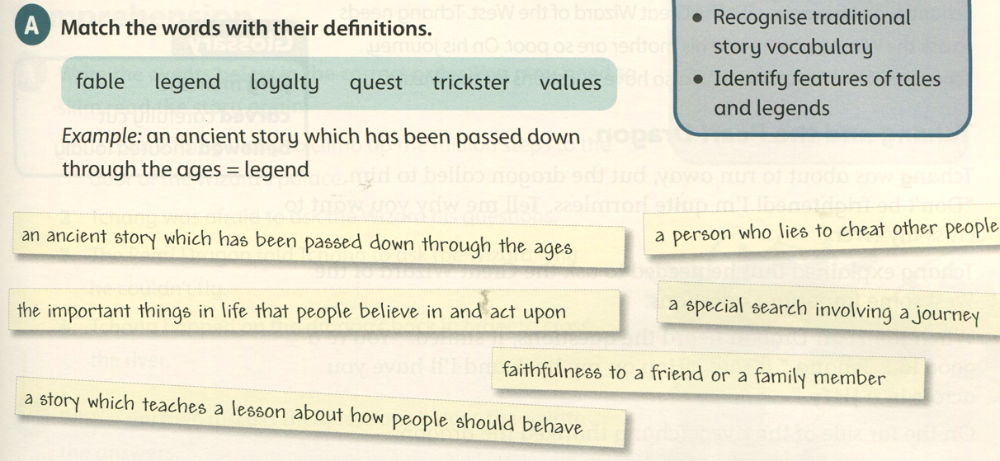 A Match the words with their definitions.
fable legend loyalty quest trickster values
Example: an ancient story which has been passed down
through the ages = legend
• Recognise traditional
story vocabulary
• Identify features of tales
and legends
an ancient story which has been passed down through the ages
a person who lies to cheat other people
the important things in life that people believe in and act upon
a special search involving a journey
faithfulness to a friend or a family member
a story which teaches a lesson about how people should behave